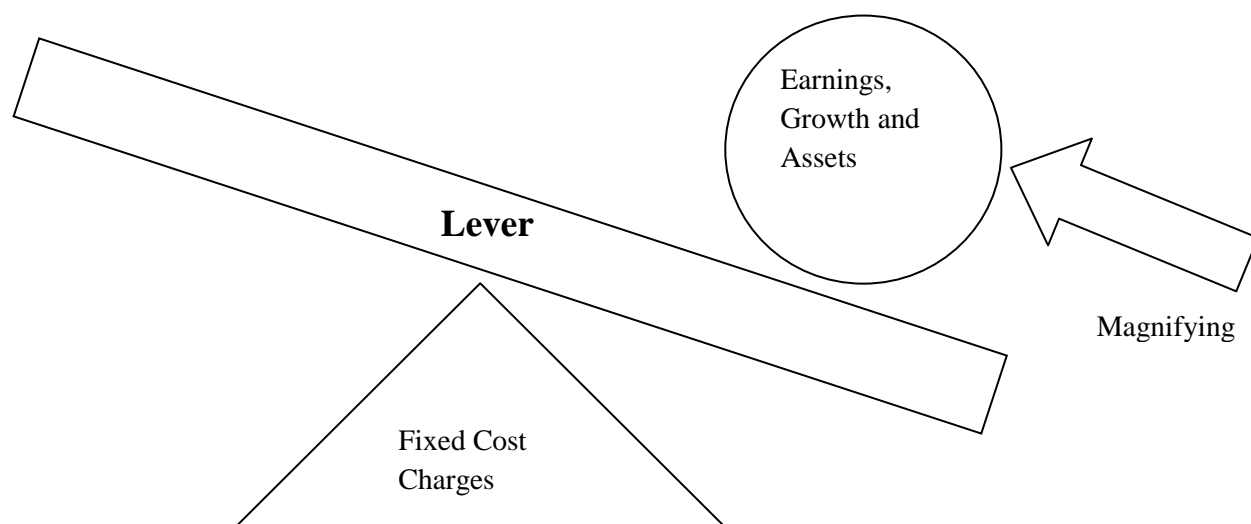 Earnings,
Growth and
Assets
Lever
Magnifying
Fixed Cost
Charges